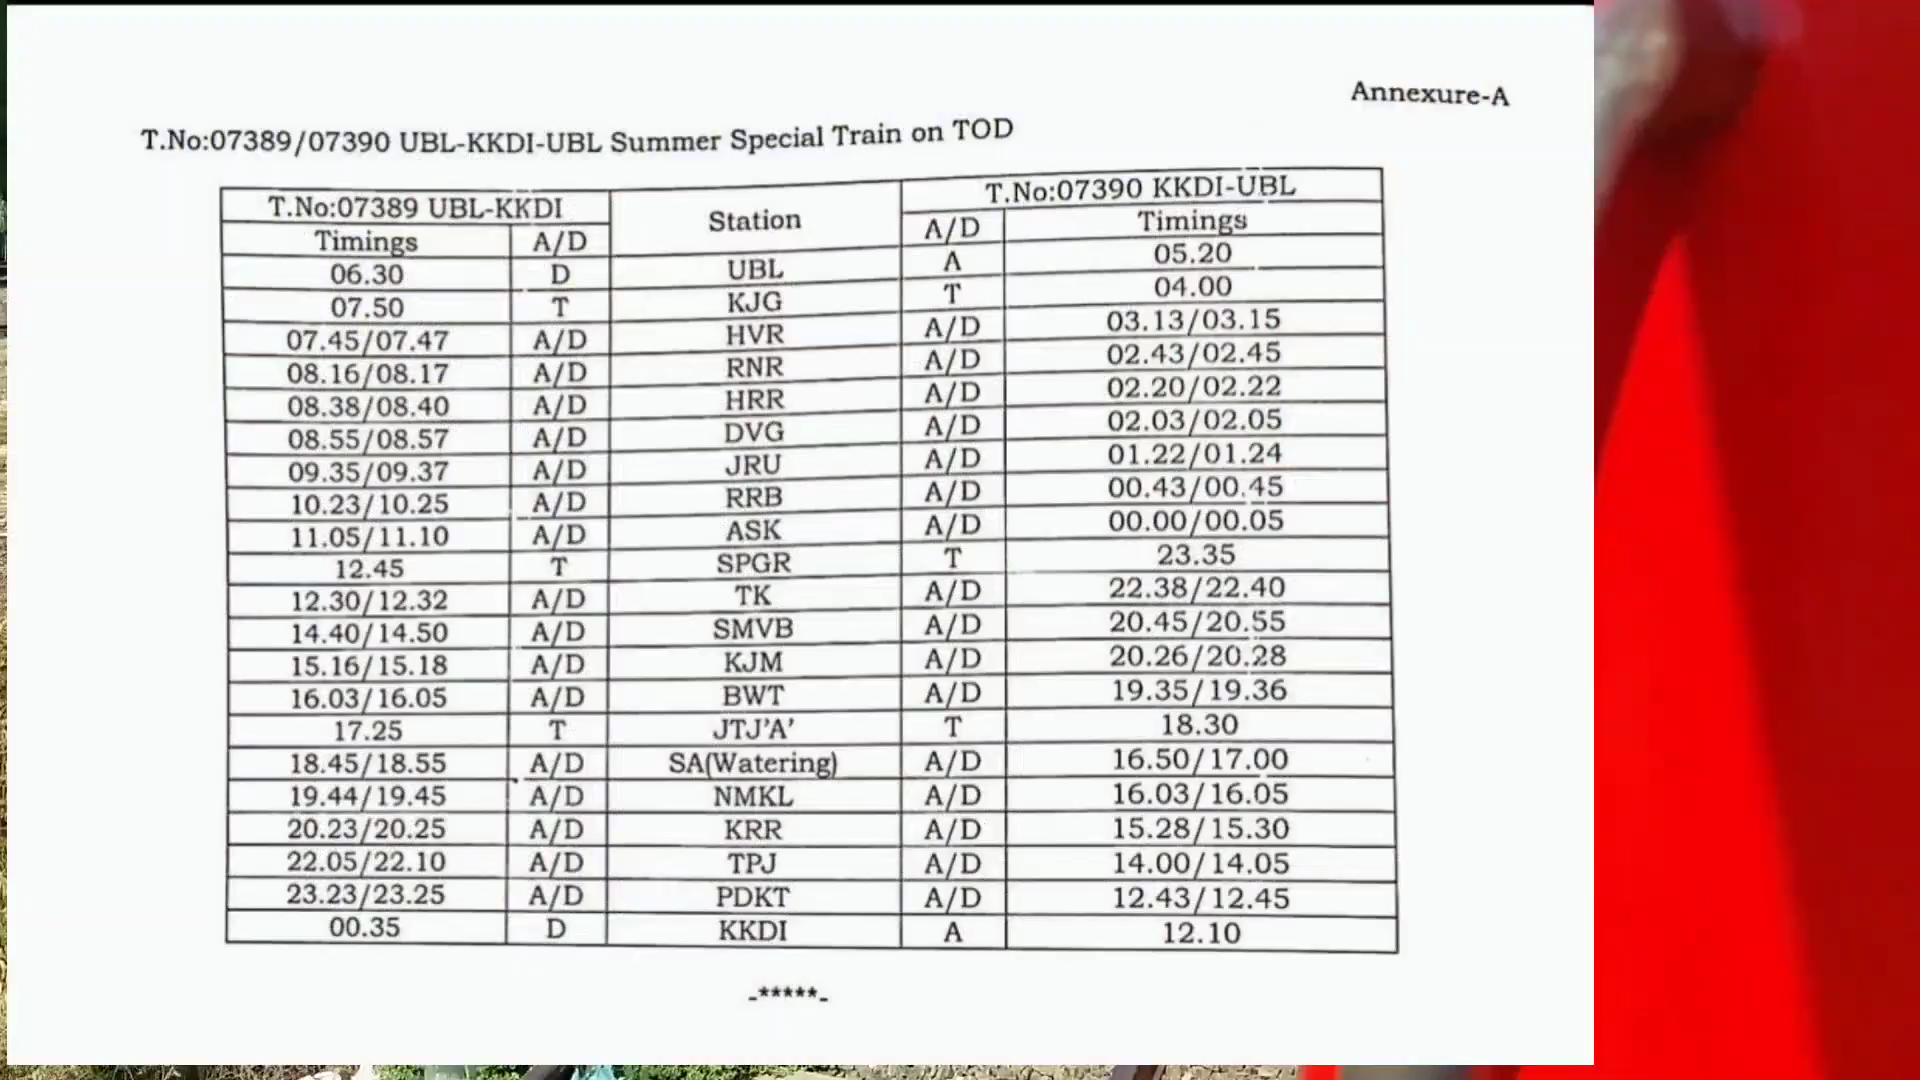 Annexure-A
T.No:07389/07390 UBL-KKDI-UBL Summer Special Train on TOD
T.No:07389 UBL-KKDI Station T.No:07390 KKDI-UBL
Timings A/D A/D Timings
06.30 D UBL A 05.20
07.50 T KJG T 04.00
07.45/07.47 A/D HVR A/D 03.13/03.15
08.16/08.17 A/D RNR A/D 02.43/02.45
08.38/08.40 A/D HRR A/D 02.20/02.22
08.55/08.57 A/D DVG A/D 02.03/02.05
09.35/09.37 A/D JRU A/D 01.22/01.24
10.23/10.25 A/D RRB A/D 00.43/00.45
11.05/11.10 A/D ASK A/D 00.00/00.05
12.45 T SPGR T 23.35
12.30/12.32 A/D TK A/D 22.38/22.40
14.40/14.50 A/D SMVB A/D 20.45/20.55
15.16/15.18 A/D KJM A/D 20.26/20.28
16.03/16.05 A/D BWT A/D 19.35/19.36
17.25 T JTJ'A' T 18.30
18.45/18.55 A/D SA(Watering) A/D 16.50/17.00
19.44/19.45 A/D NMKL A/D 16.03/16.05
20.23/20.25 A/D KRR A/D 15.28/15.30
22.05/22.10 A/D TPJ A/D 14.00/14.05
23.23/23.25 A/D PDKT A/D 12.43/12.45
00.35 D KKDI A 12.10
-*****-